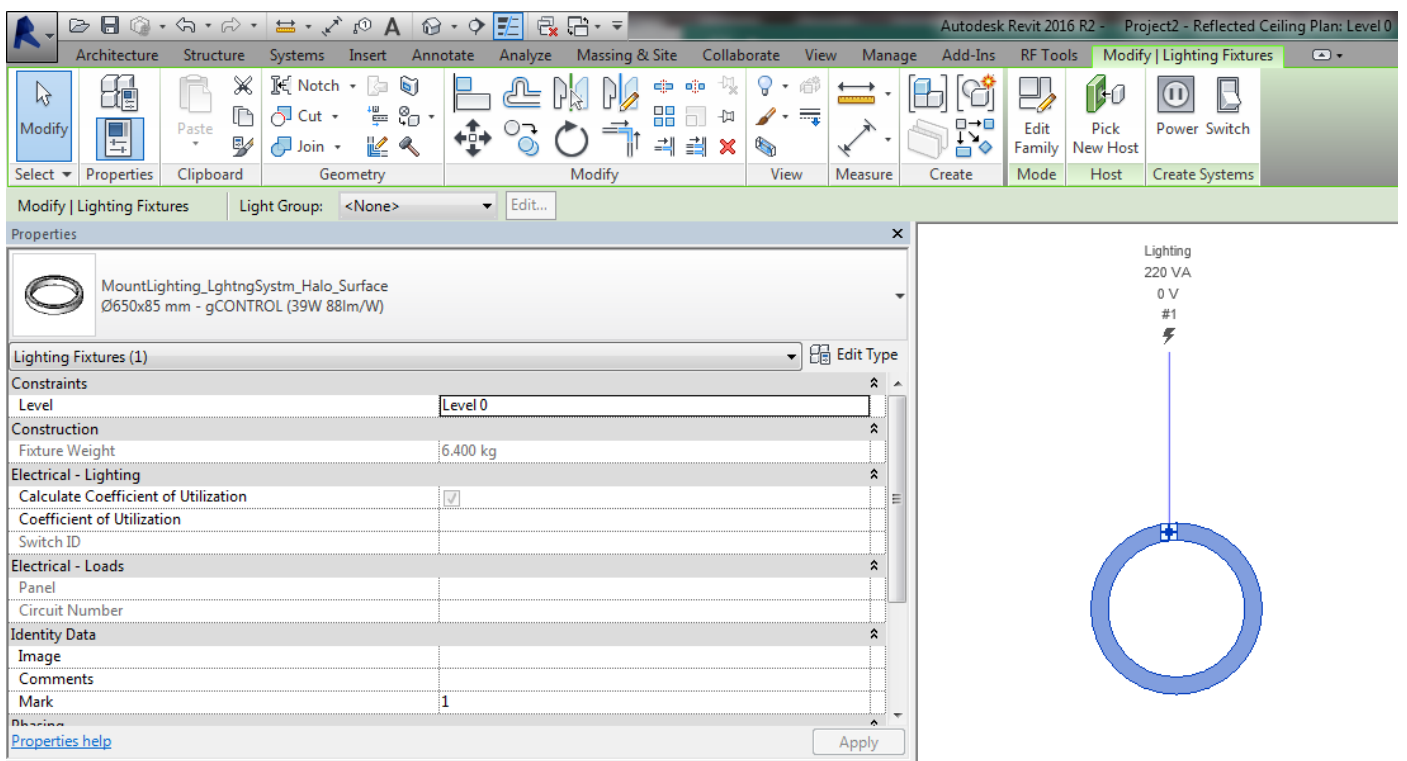 Autodesk Revit 2016 R2 - Project2 - Reflected Ceiling Plan: Level 0
Architecture Structure Systems Insert Annotate Analyze Massing & Site Collaborate View Manage Add-Ins RF Tools Modify | Lighting Fixtures
Notch
Cut
Join
Modify
Paste
Edit Family
Pick New Host
Power Switch
Select Properties Clipboard Geometry Modify View Measure Create Mode Host Create Systems
Modify | Lighting Fixtures Light Group: <None> Edit...
Properties
MountLighting_LghtngSystm_Halo_Surface
Ø650x85 mm - gCONTROL (39W 88lm/W)
Lighting Fixtures (1) Edit Type
Constraints
Level Level 0
Construction
Fixture Weight 6.400 kg
Electrical - Lighting
Calculate Coefficient of Utilization
Coefficient of Utilization
Switch ID
Electrical - Loads
Panel
Circuit Number
Identity Data
Image
Comments
Mark 1
Phasing
Properties help Apply
Lighting
220 VA
0 V
#1